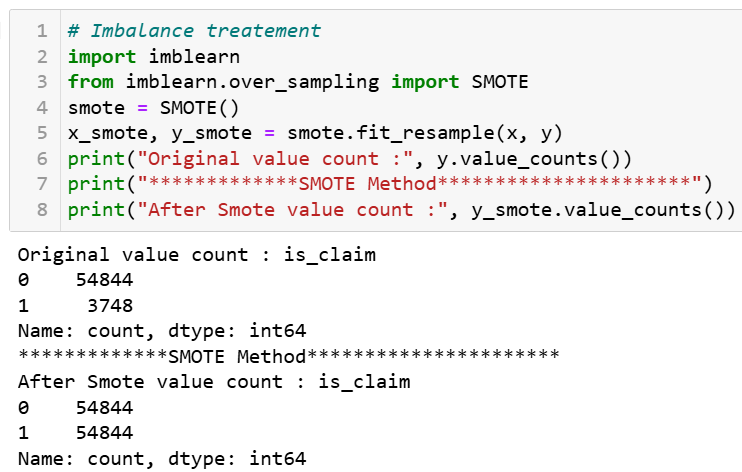 1 # Imbalance treatement
2 import imblearn
3 from imblearn.over_sampling import SMOTE
4 smote = SMOTE()
5 x_smote, y_smote = smote.fit_resample(x, y)
6 print("Original value count :", y.value_counts())
7 print("*************SMOTE Method**********************")
8 print("After Smote value count :", y_smote.value_counts())
Original value count : is_claim
0    54844
1     3748
Name: count, dtype: int64
*************SMOTE Method**********************
After Smote value count : is_claim
0    54844
1    54844
Name: count, dtype: int64